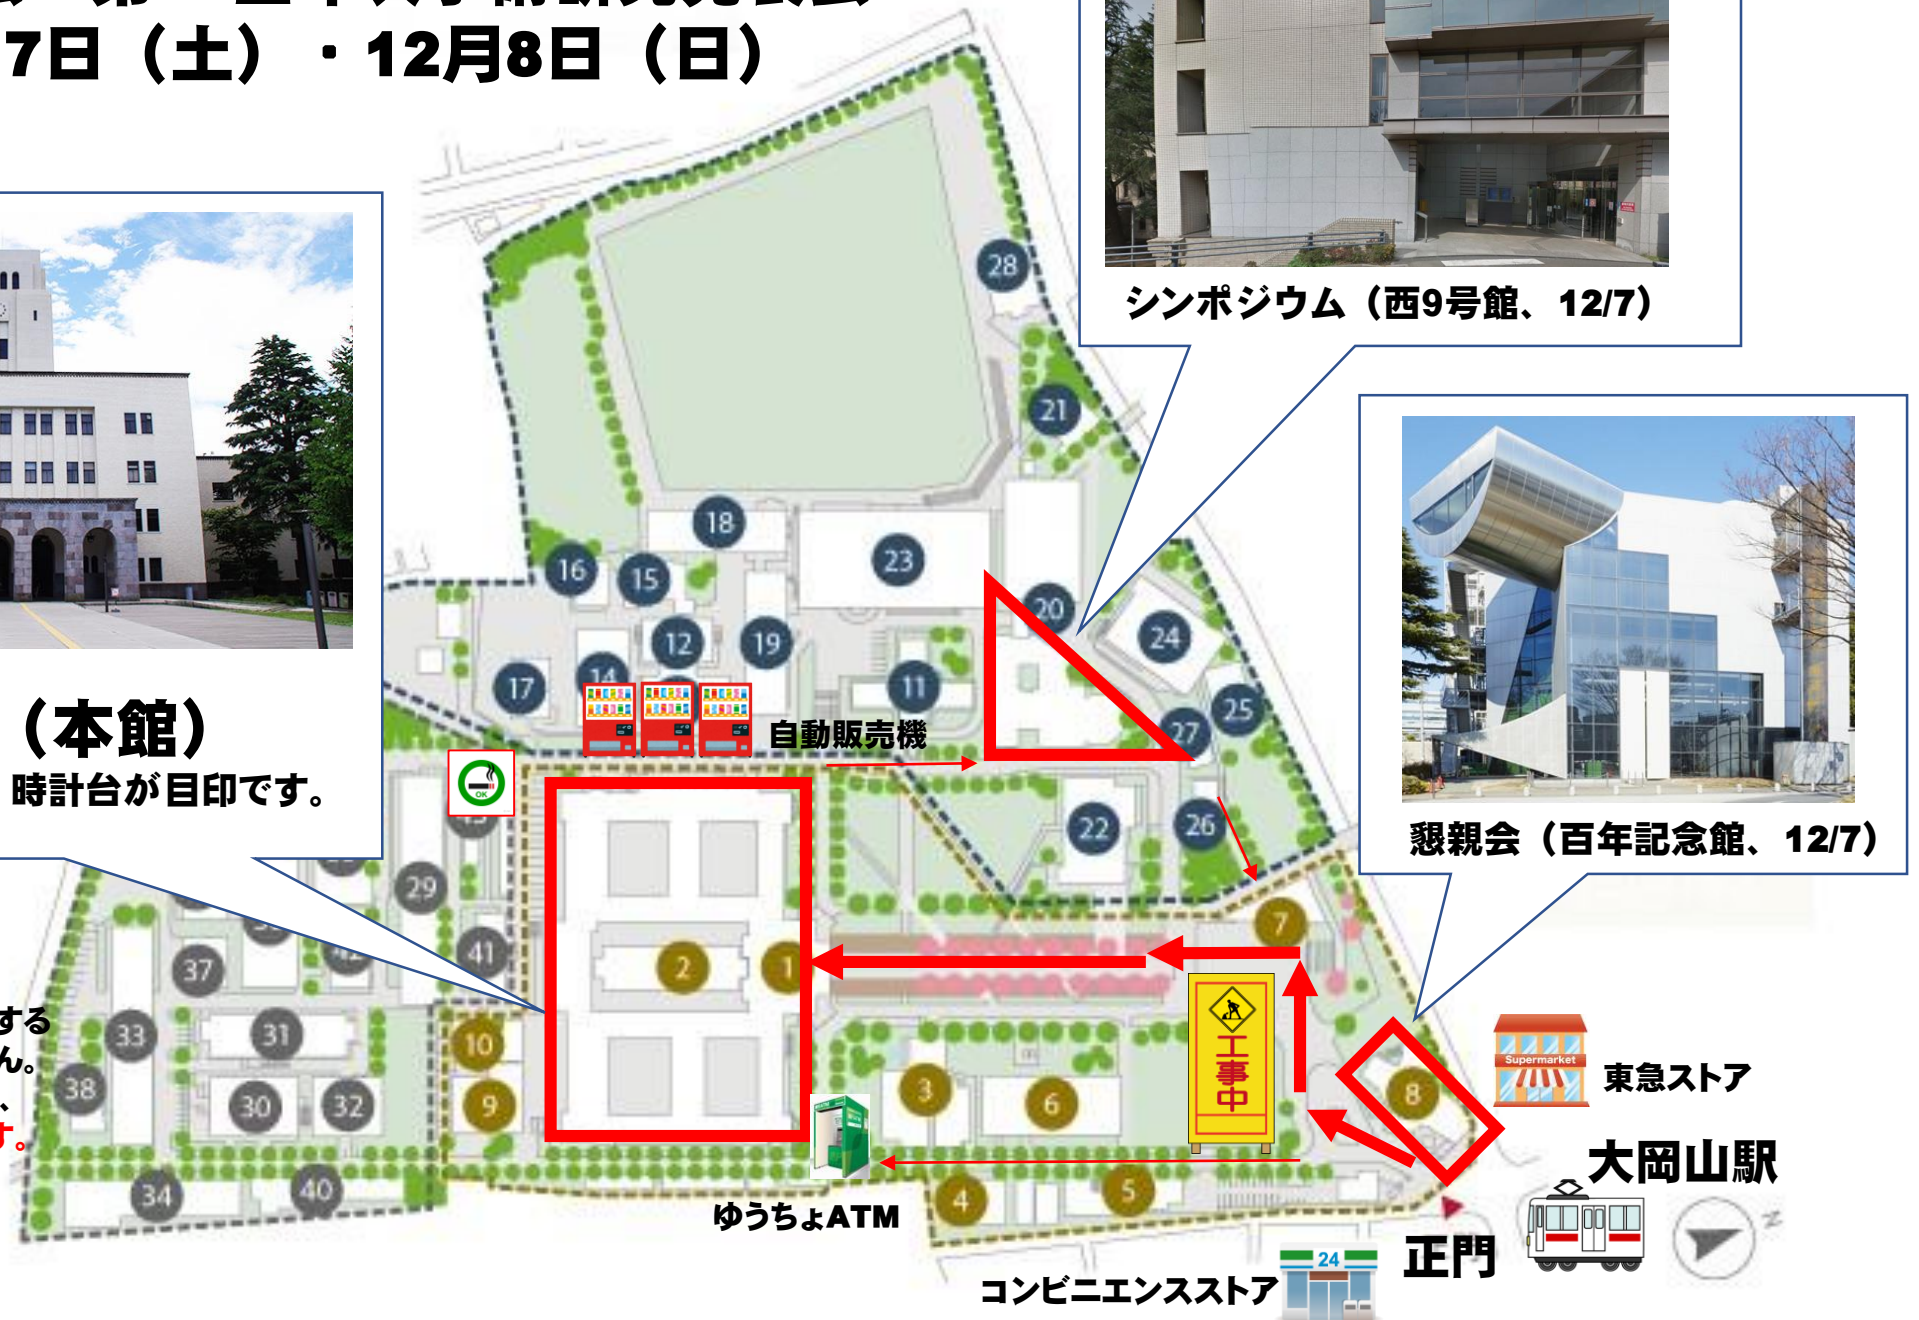 7日（土）・12月8日（日）
シンポジウム（西9号館、12/7）
懇親会（百年記念館、12/7）
（本館）
時計台が目印です。
28
21
18
23
16
15
20
12
19
24
17
14
11
25
27
自動販売機
OK
22
26
29
7
41
37
2
1
33
31
10
38
30
32
9
3
6
8
工事中
Supermarket
東急ストア
する
ん。
、
す。
34
40
4
5
大岡山駅
ゆうちょATM
正門
N
24
コンビニエンスストア